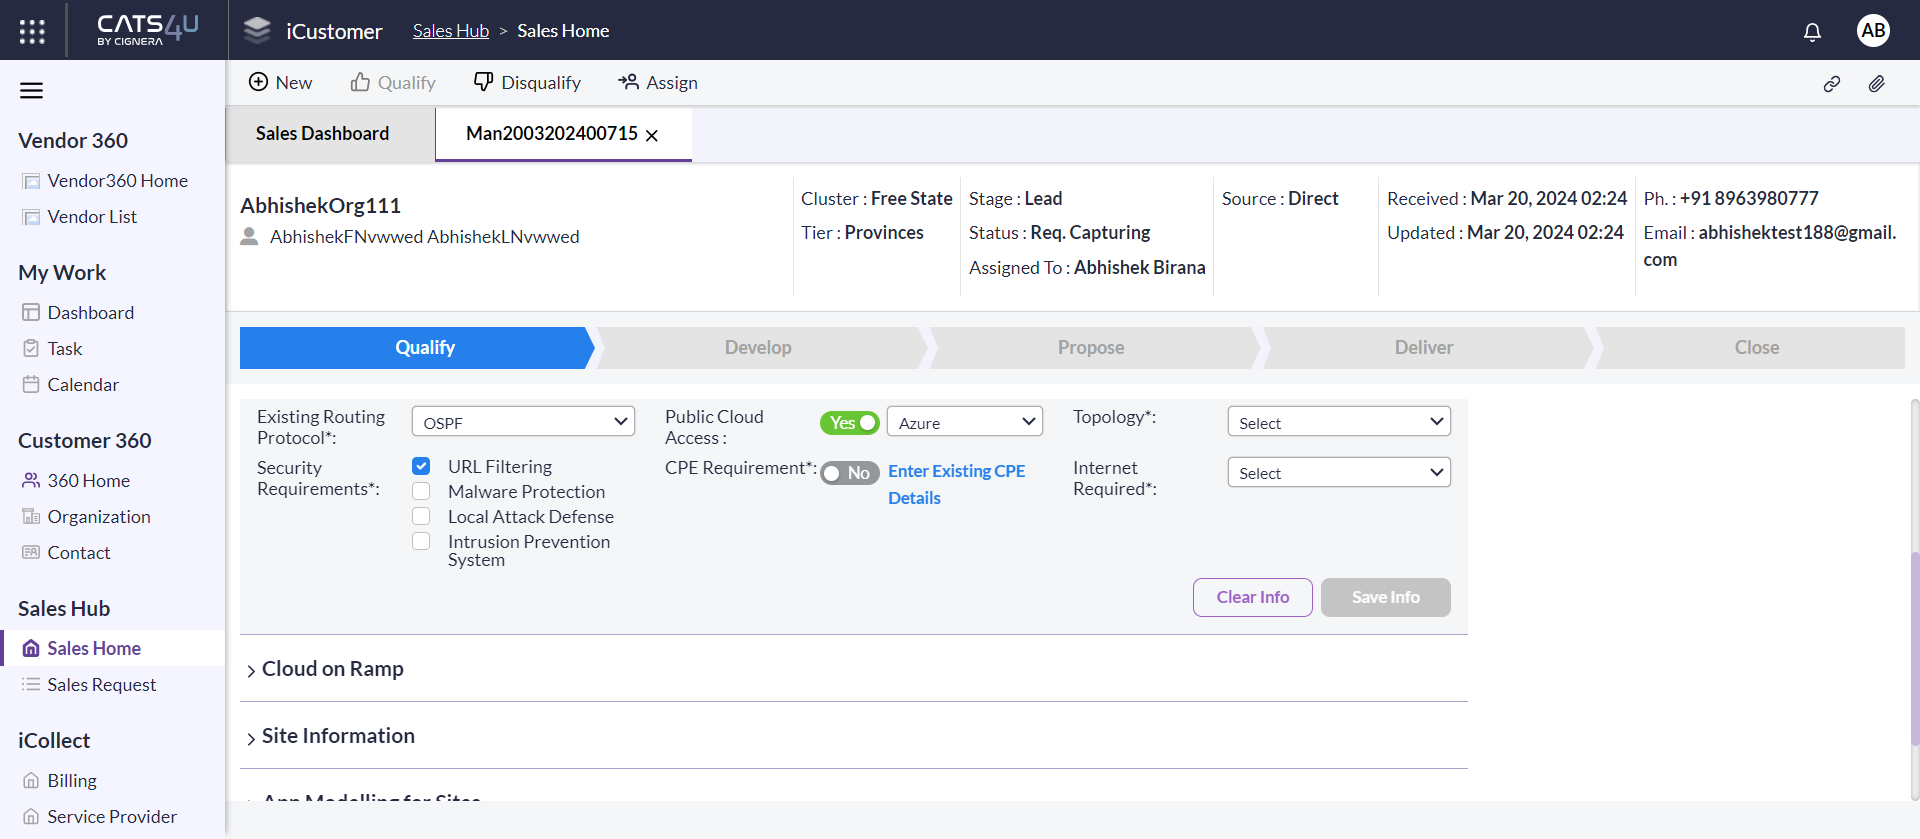 CATS4U
BY CIGNERA
iCustomer
Sales Hub > Sales Home
AB
New
Qualify
Disqualify
Assign
Sales Dashboard
Man2003202400715
Vendor 360
Vendor360 Home
Vendor List
My Work
Dashboard
Task
Calendar
Customer 360
360 Home
Organization
Contact
Sales Hub
Sales Home
Sales Request
iCollect
Billing
Service Provider
AbhishekOrg111
AbhishekFNvwwed AbhishekLNvwwed
Cluster : Free State
Tier : Provinces
Stage : Lead
Status : Req. Capturing
Assigned To : Abhishek Birana
Source : Direct
Received : Mar 20, 2024 02:24
Updated : Mar 20, 2024 02:24
Ph. : +91 8963980777
Email : abhishektest188@gmail.
com
Qualify
Develop
Propose
Deliver
Close
Existing Routing
Protocol*:
OSPF
Public Cloud
Access :
Yes
Azure
Topology*:
Select
Security
Requirements*:
URL Filtering
Malware Protection
Local Attack Defense
Intrusion Prevention
System
CPE Requirement*:
No
Enter Existing CPE
Details
Internet
Required*:
Select
Clear Info
Save Info
Cloud on Ramp
Site Information
App Modelling for Sites